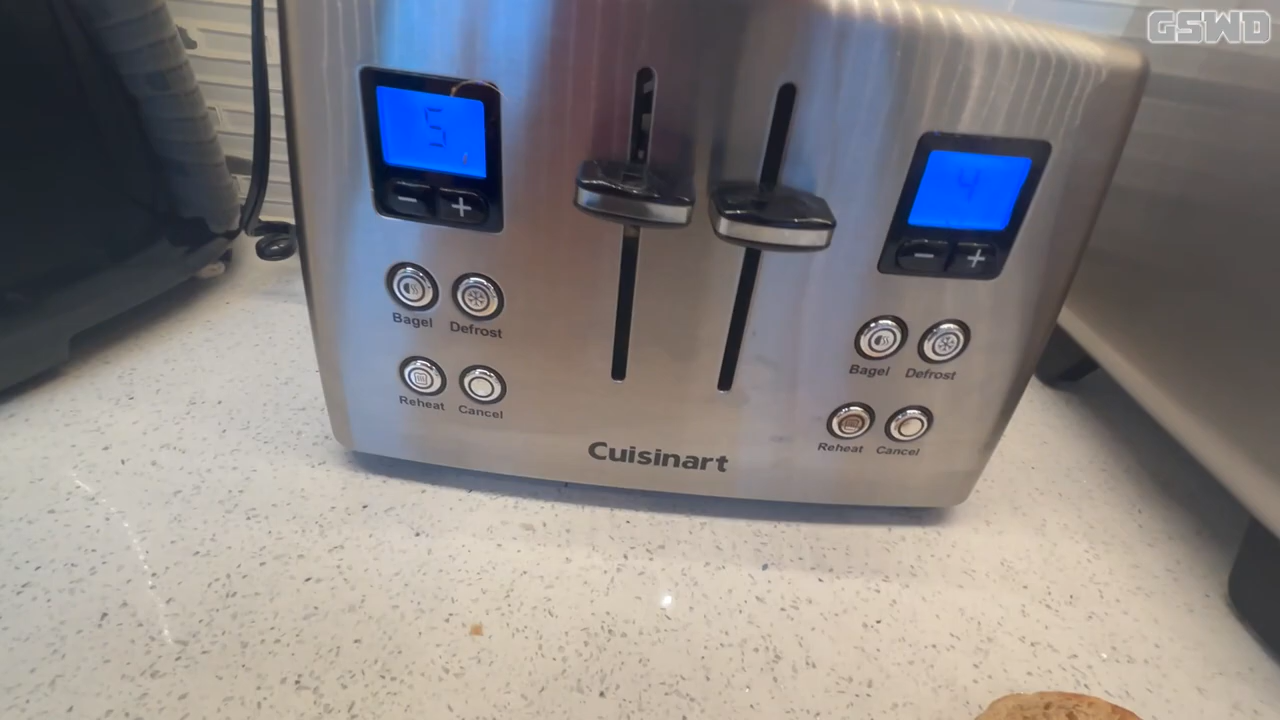 GSWD
5
4
− +
− +
Bagel Defrost
Reheat Cancel
Bagel Defrost
Reheat Cancel
Cuisinart